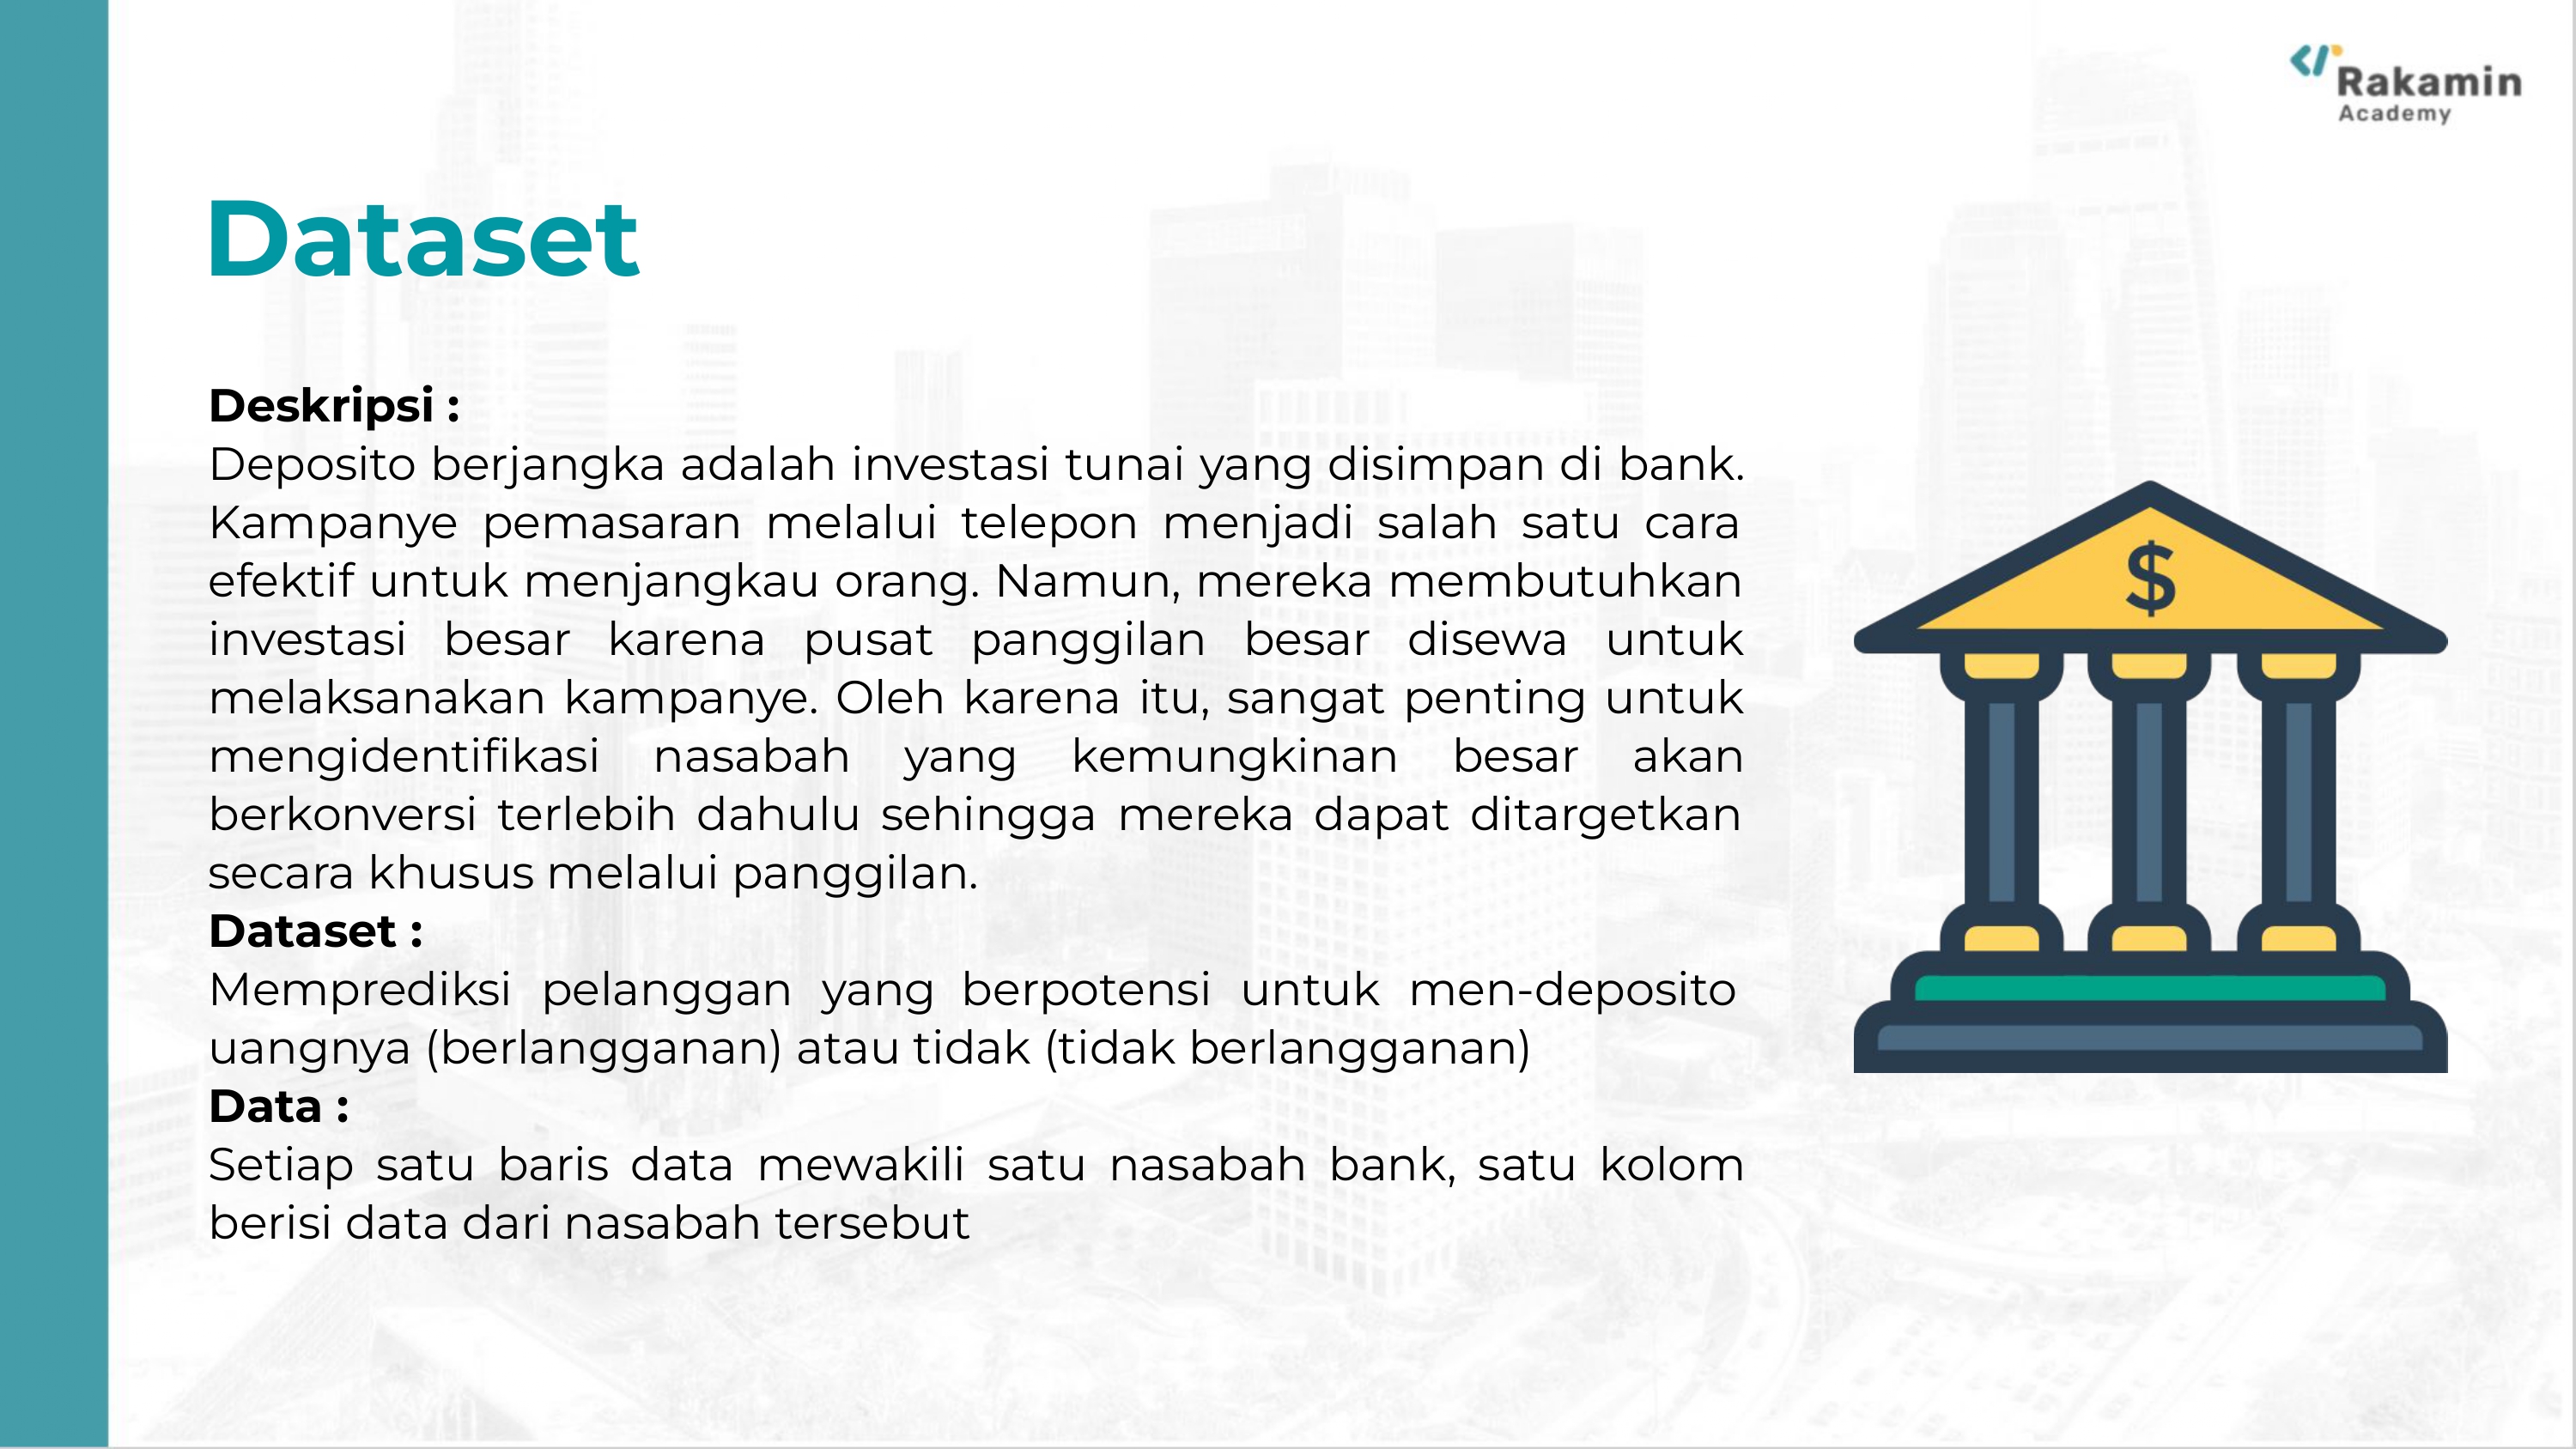 Rakamin
Academy
Dataset
Deskripsi :
Deposito berjangka adalah investasi tunai yang disimpan di bank.
Kampanye pemasaran melalui telepon menjadi salah satu cara
efektif untuk menjangkau orang. Namun, mereka membutuhkan
investasi besar karena pusat panggilan besar disewa untuk
melaksanakan kampanye. Oleh karena itu, sangat penting untuk
mengidentifikasi nasabah yang kemungkinan besar akan
berkonversi terlebih dahulu sehingga mereka dapat ditargetkan
secara khusus melalui panggilan.
Dataset :
Memprediksi pelanggan yang berpotensi untuk men-deposito
uangnya (berlangganan) atau tidak (tidak berlangganan)
Data :
Setiap satu baris data mewakili satu nasabah bank, satu kolom
berisi data dari nasabah tersebut
$